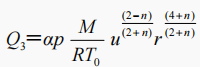 Q₃=αp M/RT₀ u^((2−n)/(2+n)) r^((4+n)/(2+n))